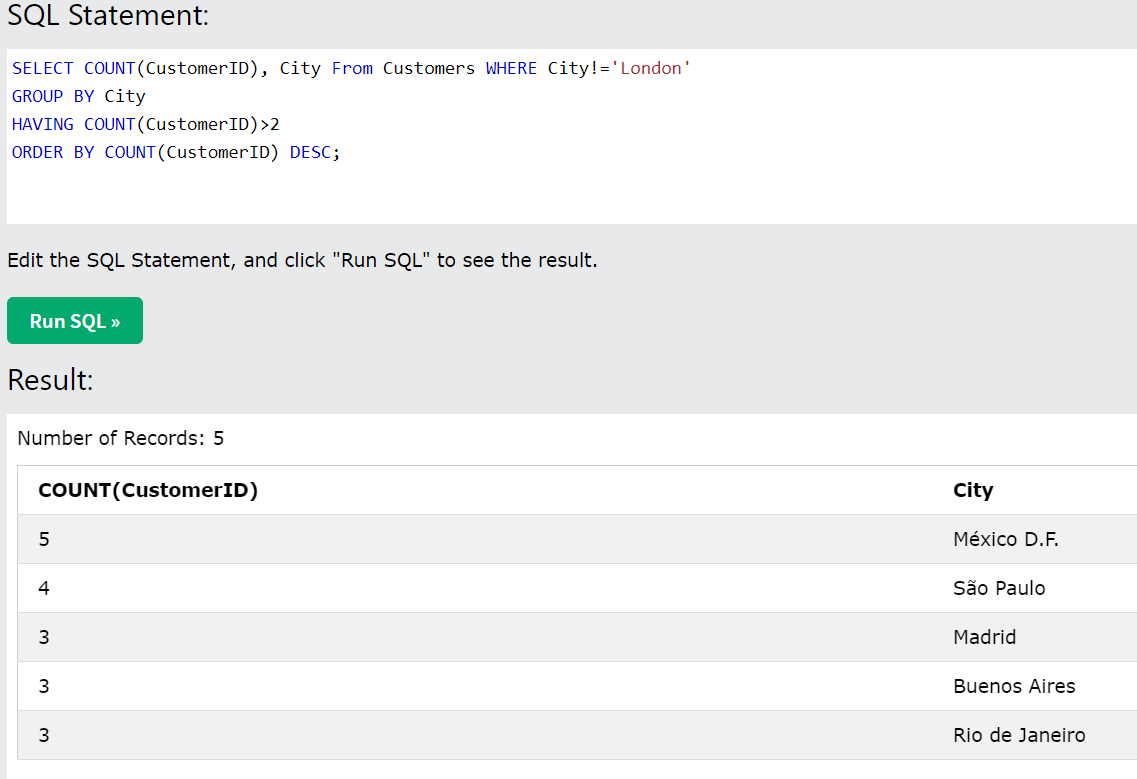 SQL Statement:
SELECT COUNT(CustomerID), City From Customers WHERE City!='London'
GROUP BY City
HAVING COUNT(CustomerID)>2
ORDER BY COUNT(CustomerID) DESC;
Edit the SQL Statement, and click "Run SQL" to see the result.
Run SQL »
Result:
Number of Records: 5
COUNT(CustomerID) City
5 México D.F.
4 São Paulo
3 Madrid
3 Buenos Aires
3 Rio de Janeiro